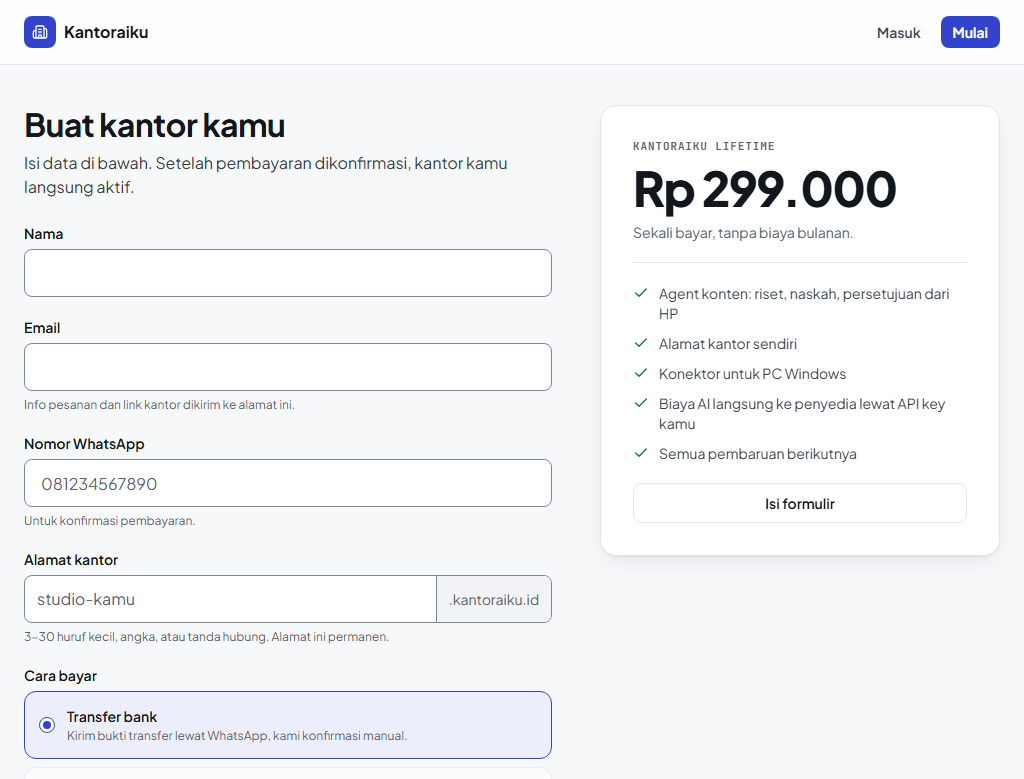 Kantoraiku
Masuk
Mulai
Buat kantor kamu
Isi data di bawah. Setelah pembayaran dikonfirmasi, kantor kamu
langsung aktif.
Nama
Email
Info pesanan dan link kantor dikirim ke alamat ini.
Nomor WhatsApp
081234567890
Untuk konfirmasi pembayaran.
Alamat kantor
studio-kamu
.kantoraiku.id
3–30 huruf kecil, angka, atau tanda hubung. Alamat ini permanen.
Cara bayar
Transfer bank
Kirim bukti transfer lewat WhatsApp, kami konfirmasi manual.
KANTORAIKU LIFETIME
Rp 299.000
Sekali bayar, tanpa biaya bulanan.
Agent konten: riset, naskah, persetujuan dari
HP
Alamat kantor sendiri
Konektor untuk PC Windows
Biaya AI langsung ke penyedia lewat API key
kamu
Semua pembaruan berikutnya
Isi formulir